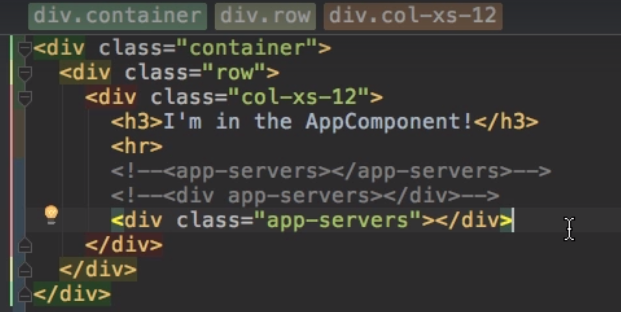 div.container div.row div.col-xs-12
<div class="container">
<div class="row">
<div class="col-xs-12">
<h3>I'm in the AppComponent!</h3>
<hr>
<!--<app-servers></app-servers>-->
<!--<div app-servers></div>-->
<div class="app-servers"></div>
</div>
</div>
</div>